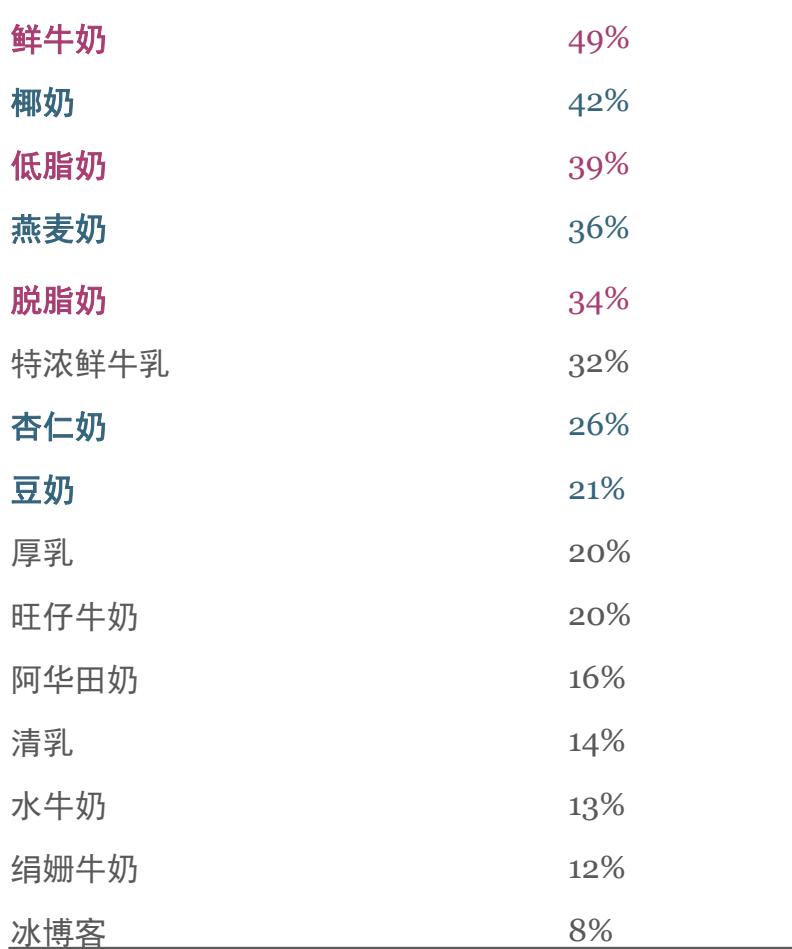 鲜牛奶 49%
椰奶 42%
低脂奶 39%
燕麦奶 36%
脱脂奶 34%
特浓鲜牛乳 32%
杏仁奶 26%
豆奶 21%
厚乳 20%
旺仔牛奶 20%
阿华田奶 16%
清乳 14%
水牛奶 13%
绢姗牛奶 12%
冰博客 8%